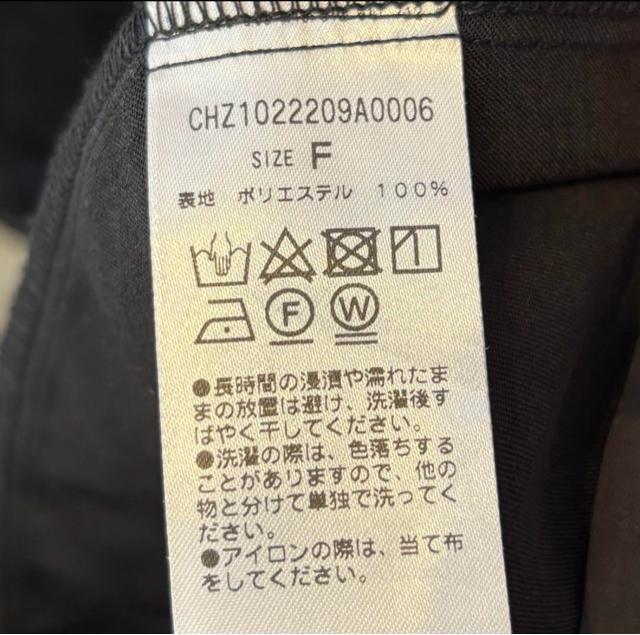 CHZ1022209A0006
SIZE F
表地 ポリエステル 100%
F W
●長時間の浸漬や濡れたま
まの放置は避け、洗濯後す
ばやく干してください。
●洗濯の際は、色落ちする
ことがありますので、他の
物と分けて単独で洗ってく
ださい。
●アイロンの際は、当て布
をしてください。